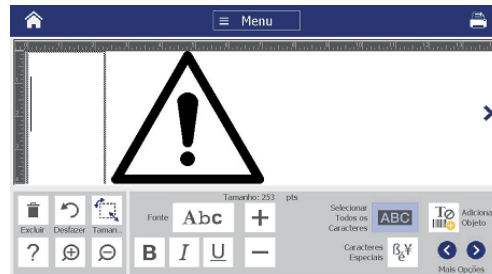 ≡ Menu
Tamanho: 253 pts
Excluir Desfazer Taman...
Fonte Abc +
Selecionar
Todos os
Caracteres
ABC
Adiciona
Objeto
? B I U −
Caracteres
Especiais
Mais Opções